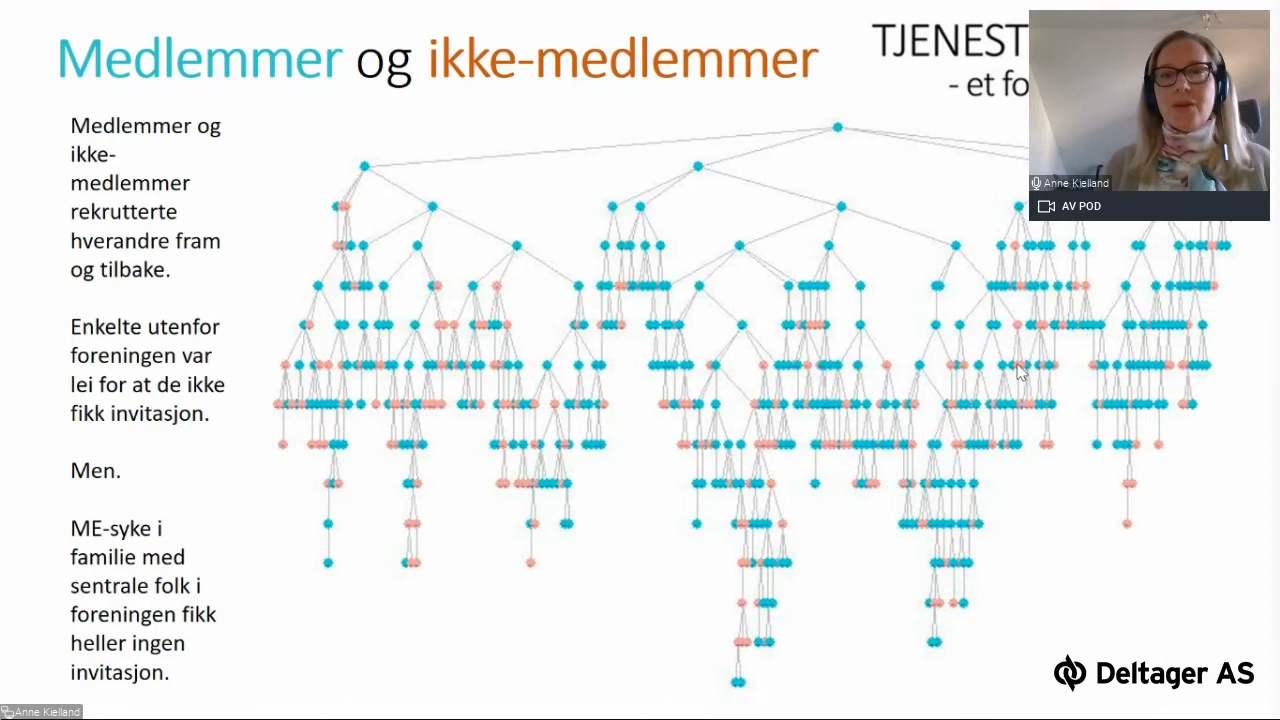 Medlemmer og ikke-medlemmer
TJENEST
- et fo
Medlemmer og
ikke-
medlemmer
rekrutterte
hverandre fram
og tilbake.
Enkelte utenfor
foreningen var
lei for at de ikke
fikk invitasjon.
Men.
ME-syke i
familie med
sentrale folk i
foreningen fikk
heller ingen
invitasjon.
Anne Kielland
AV POD
Deltager AS
Anne Kielland